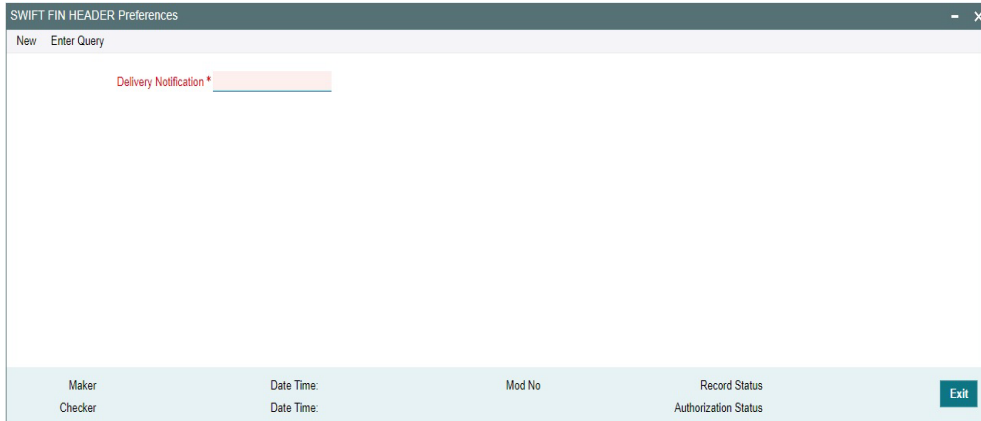 SWIFT FIN HEADER Preferences
New Enter Query
Delivery Notification *
Maker Date Time: Mod No Record Status
Checker Date Time: Authorization Status
Exit